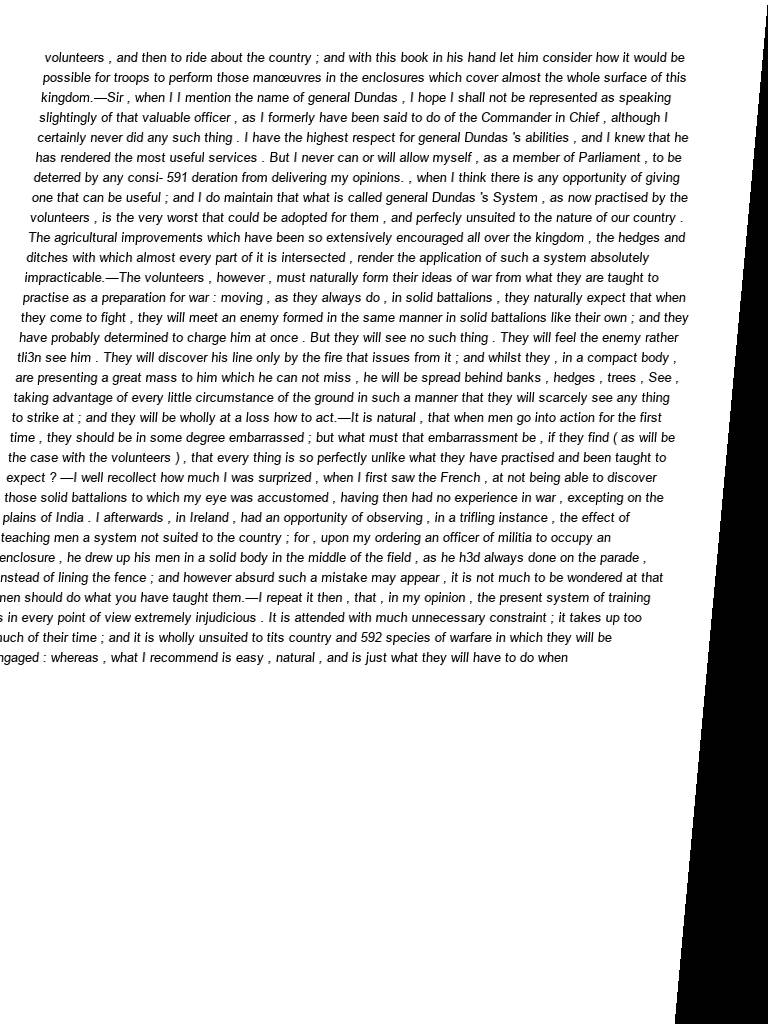 volunteers , and then to ride about the country ; and with this book in his hand let him consider how it would be
possible for troops to perform those manœuvres in the enclosures which cover almost the whole surface of this
kingdom.—Sir , when I I mention the name of general Dundas , I hope I shall not be represented as speaking
slightingly of that valuable officer , as I formerly have been said to do of the Commander in Chief , although I
certainly never did any such thing . I have the highest respect for general Dundas 's abilities , and I knew that he
has rendered the most useful services . But I never can or will allow myself , as a member of Parliament , to be
deterred by any consi- 591 deration from delivering my opinions. , when I think there is any opportunity of giving
one that can be useful ; and I do maintain that what is called general Dundas 's System , as now practised by the
volunteers , is the very worst that could be adopted for them , and perfecly unsuited to the nature of our country .
The agricultural improvements which have been so extensively encouraged all over the kingdom , the hedges and
ditches with which almost every part of it is intersected , render the application of such a system absolutely
impracticable.—The volunteers , however , must naturally form their ideas of war from what they are taught to
practise as a preparation for war : moving , as they always do , in solid battalions , they naturally expect that when
they come to fight , they will meet an enemy formed in the same manner in solid battalions like their own ; and they
have probably determined to charge him at once . But they will see no such thing . They will feel the enemy rather
tli3n see him . They will discover his line only by the fire that issues from it ; and whilst they , in a compact body ,
are presenting a great mass to him which he can not miss , he will be spread behind banks , hedges , trees , See ,
taking advantage of every little circumstance of the ground in such a manner that they will scarcely see any thing
to strike at ; and they will be wholly at a loss how to act.—It is natural , that when men go into action for the first
time , they should be in some degree embarrassed ; but what must that embarrassment be , if they find ( as will be
the case with the volunteers ) , that every thing is so perfectly unlike what they have practised and been taught to
expect ? —I well recollect how much I was surprized , when I first saw the French , at not being able to discover
those solid battalions to which my eye was accustomed , having then had no experience in war , excepting on the
plains of India . I afterwards , in Ireland , had an opportunity of observing , in a trifling instance , the effect of
teaching men a system not suited to the country ; for , upon my ordering an officer of militia to occupy an
enclosure , he drew up his men in a solid body in the middle of the field , as he h3d always done on the parade ,
nstead of lining the fence ; and however absurd such a mistake may appear , it is not much to be wondered at that
men should do what you have taught them.—I repeat it then , that , in my opinion , the present system of training
s in every point of view extremely injudicious . It is attended with much unnecessary constraint ; it takes up too
much of their time ; and it is wholly unsuited to tits country and 592 species of warfare in which they will be
ngaged : whereas , what I recommend is easy , natural , and is just what they will have to do when